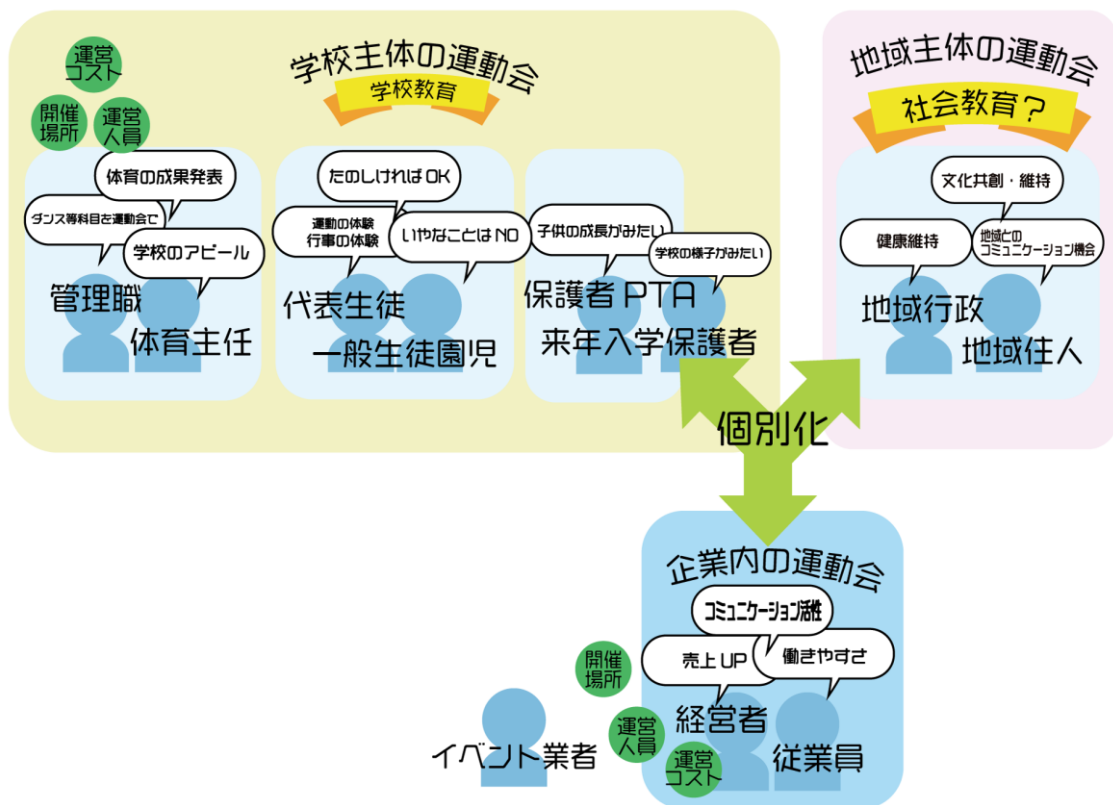 学校主体の運動会
学校教育
運営
コスト
開催
場所
運営
人員
体育の成果発表
ダンス等科目を運動会で
学校のアピール
管理職
体育主任
たのしければOK
運動の体験
行事の体験
いやなことはNO
代表生徒
一般生徒園児
子供の成長がみたい
学校の様子がみたい
保護者PTA
来年入学保護者
地域主体の運動会
社会教育？
文化共創・維持
健康維持
地域との
コミュニケーション機会
地域行政
地域住人
個別化
企業内の運動会
コミュニケーション活性
売上UP
働きやすさ
開催
場所
運営
人員
運営
コスト
経営者
従業員
イベント業者